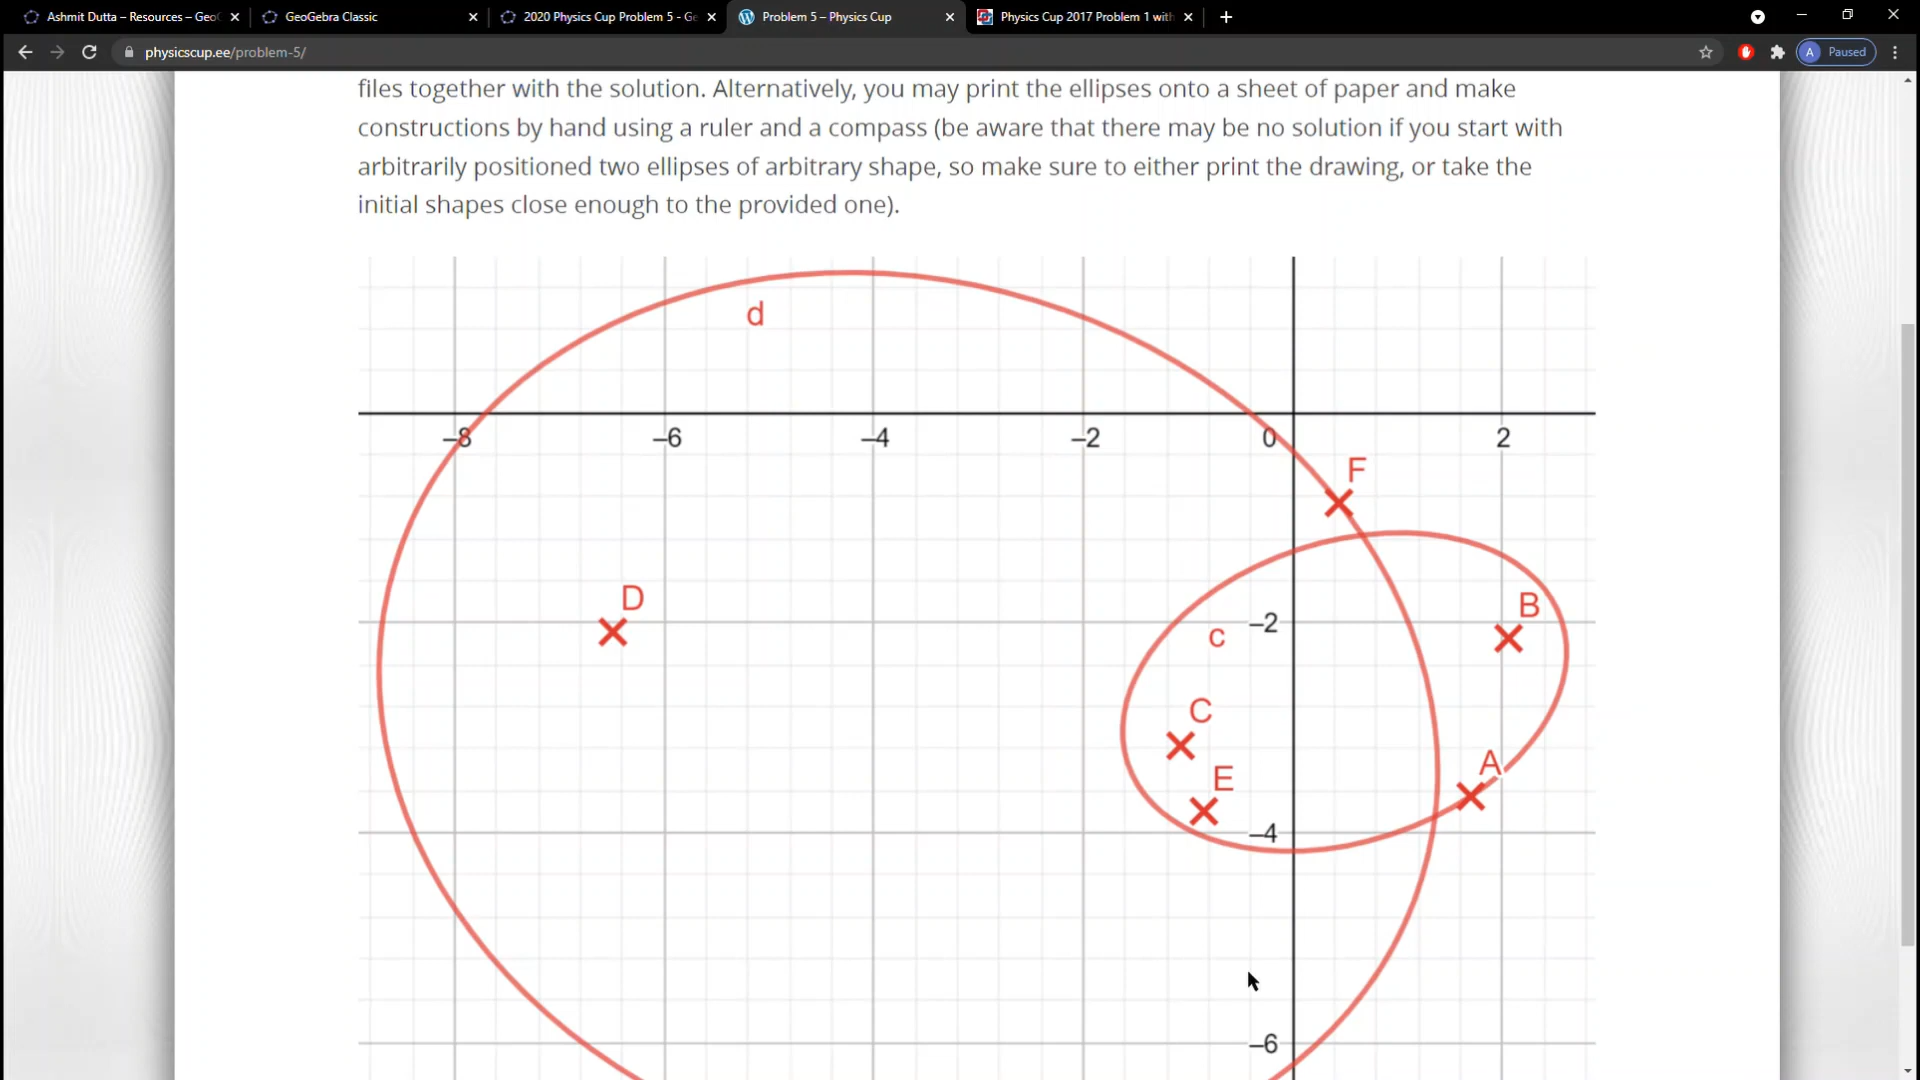 Ashmit Dutta – Resources – Geo
GeoGebra Classic
2020 Physics Cup Problem 5 - Ge
Problem 5 – Physics Cup
Physics Cup 2017 Problem 1 with
physicscup.ee/problem-5/
A
Paused
files together with the solution. Alternatively, you may print the ellipses onto a sheet of paper and make
constructions by hand using a ruler and a compass (be aware that there may be no solution if you start with
arbitrarily positioned two ellipses of arbitrary shape, so make sure to either print the drawing, or take the
initial shapes close enough to the provided one).
d
–8
–6
–4
–2
0
2
F
D
B
–2
c
C
A
E
–4
–6